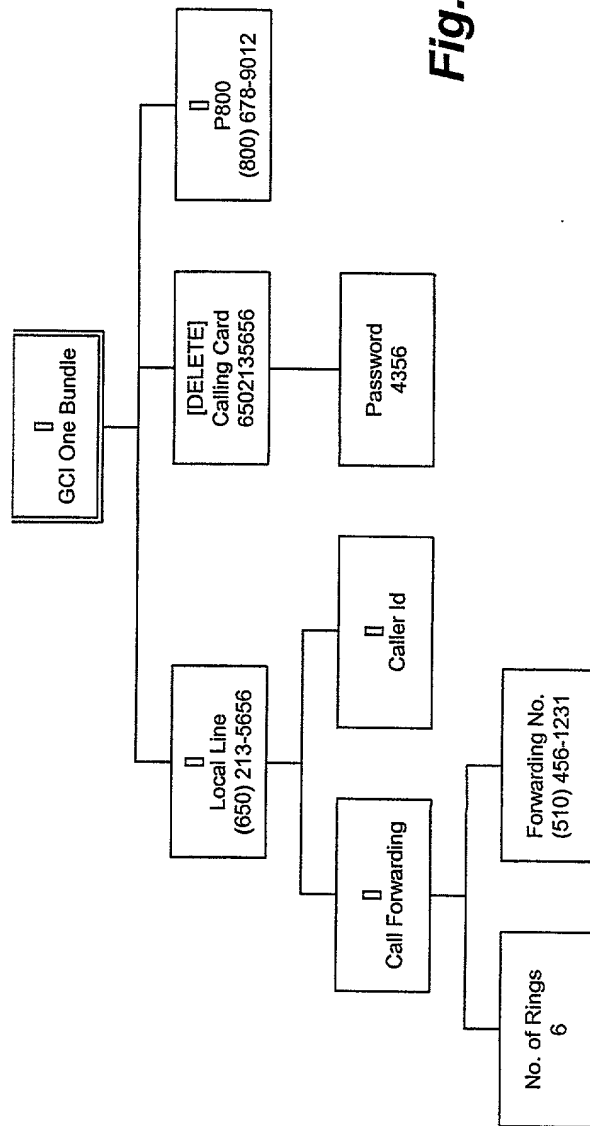 ▯
GCI One Bundle
▯
Local Line
(650) 213-5656
[DELETE]
Calling Card
6502135656
▯
P800
(800) 678-9012
▯
Call Forwarding
▯
Caller Id
Password
4356
No. of Rings
6
Forwarding No.
(510) 456-1231
Fig.